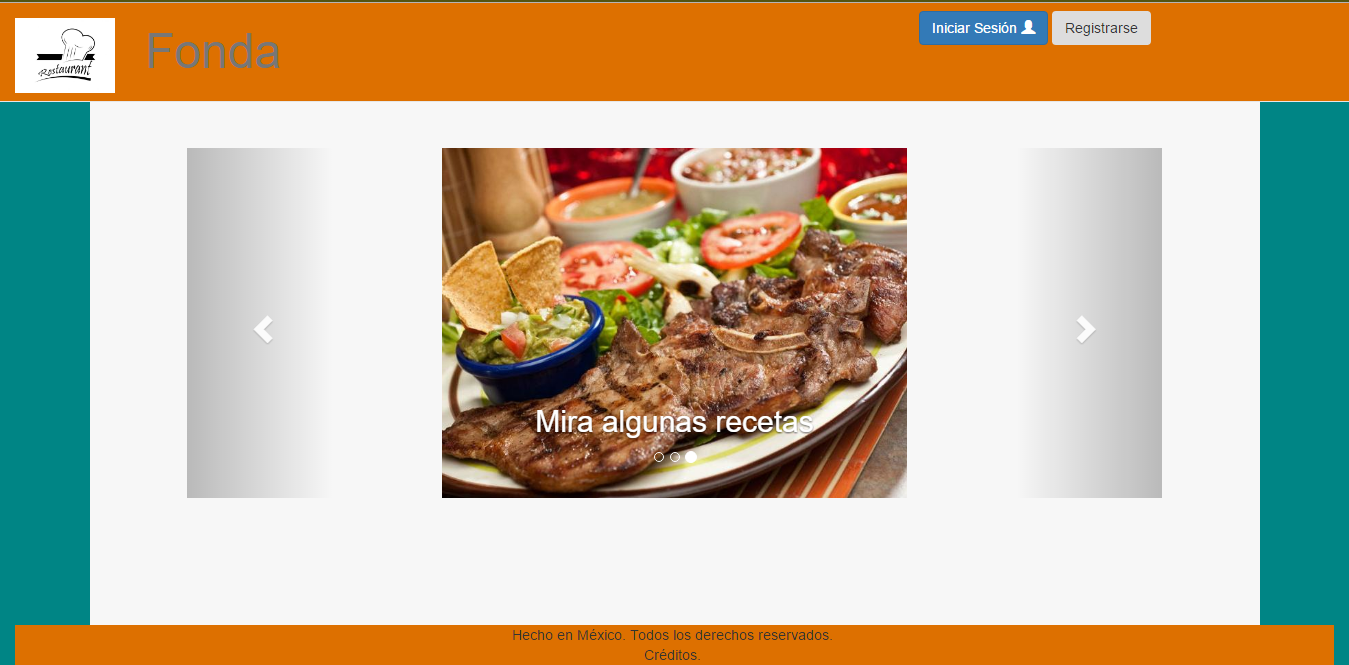 Restaurant
Fonda
Iniciar Sesión
Registrarse
Mira algunas recetas
Hecho en México. Todos los derechos reservados.
Créditos.